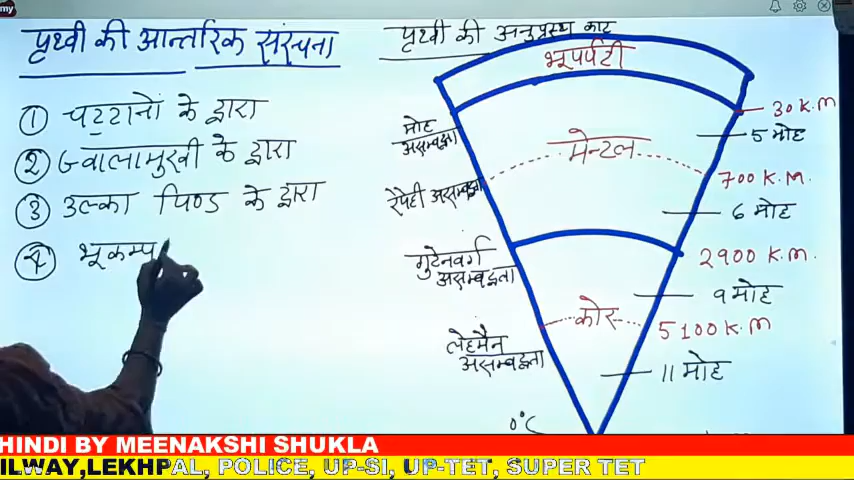 my
पृथ्वी की आन्तरिक संरचना
① चट्टानों के द्वारा
② ज्वालामुखी के द्वारा
③ उल्का पिण्ड के द्वारा
④ भूकम्प
पृथ्वी की अनुप्रस्थ काट
भूपर्पटी
30 K.M
मोह
असम्बद्धता
5 मोह
मेन्टल
700 K.M.
रेपेटी असम्बद्धता
6 मोह
गुटेनवर्ग
असम्बद्धता
2900 K.M.
9 मोह
कोर
5100 K.M
लेहमैन
असम्बद्धता
11 मोह
0°C
HINDI BY MEENAKSHI SHUKLA
ILWAY,LEKHPAL, POLICE, UP-SI, UP-TET, SUPER TET